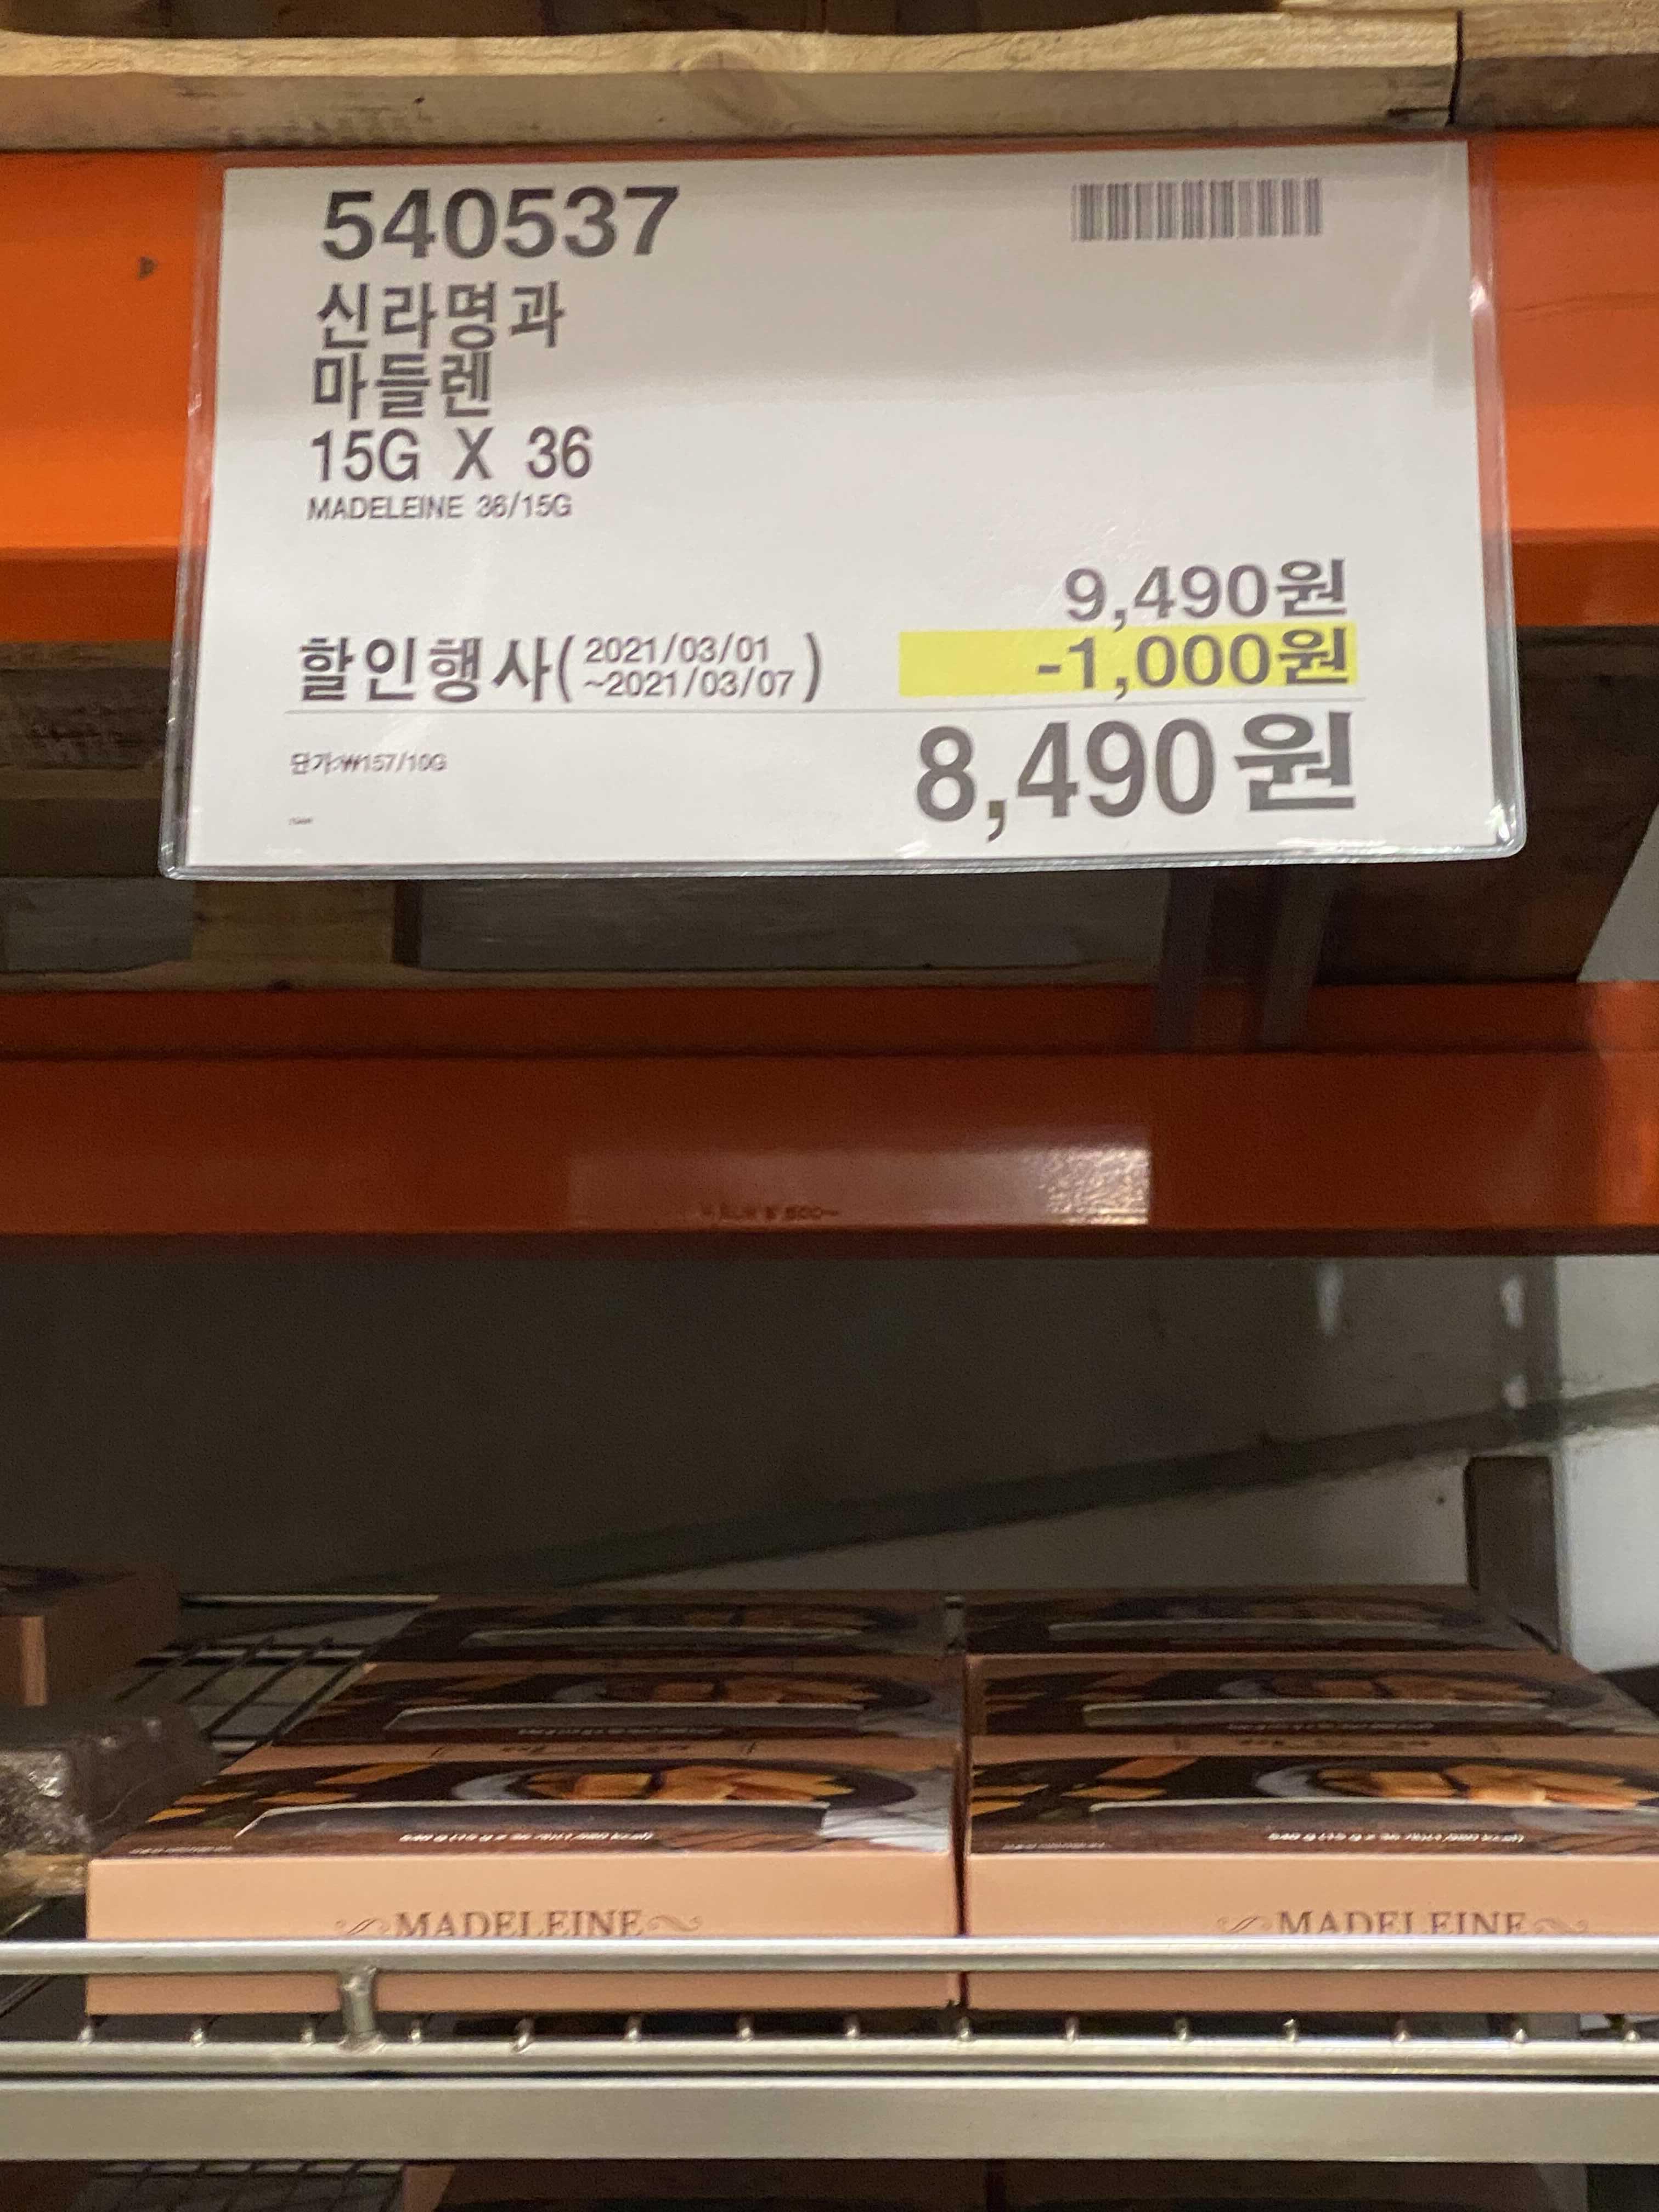 540537
신라명과
마들렌
15G X 36
MADELEINE 36/15G
9,490원
할인행사(2021/03/01
~2021/03/07)
-1,000원
단가:₩157/10G
8,490원
MADELEINE
MADELEINE